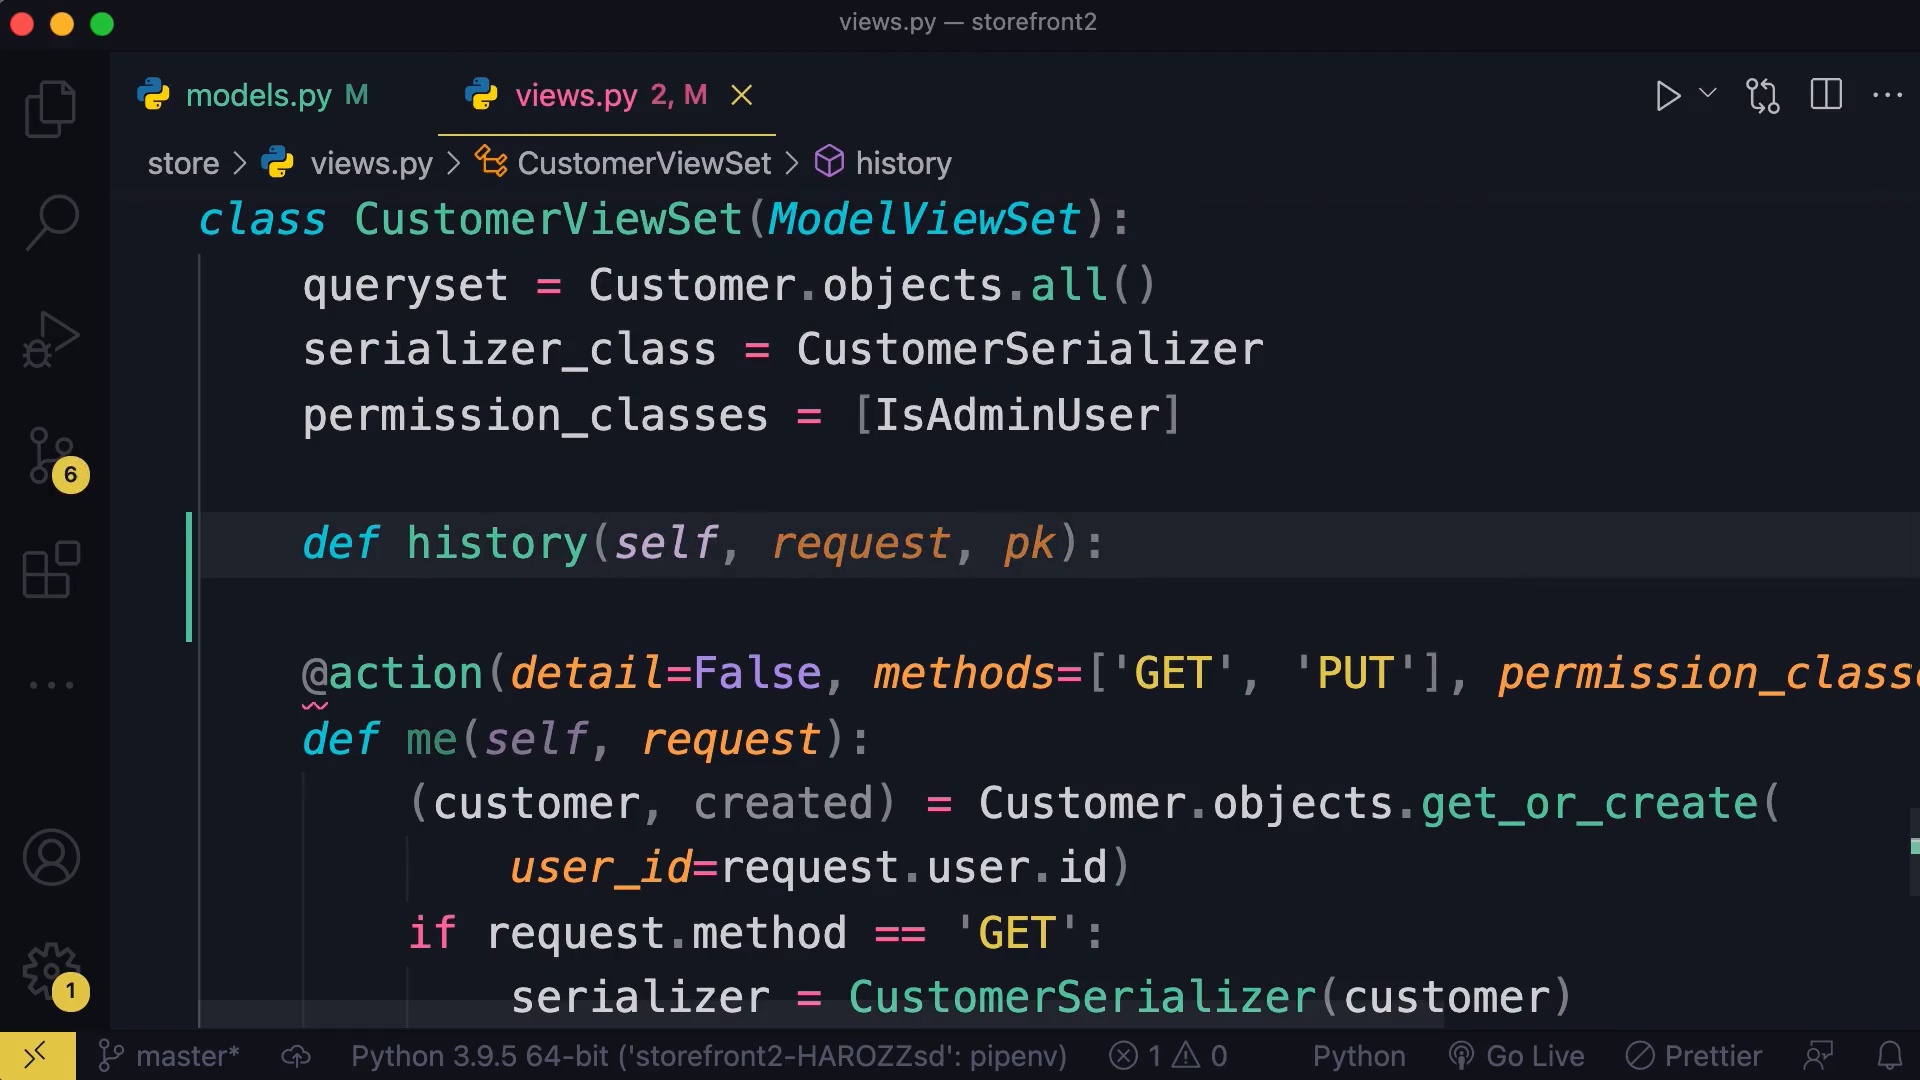 views.py — storefront2
models.py M
views.py 2, M
store > views.py > CustomerViewSet > history
class CustomerViewSet(ModelViewSet):
queryset = Customer.objects.all()
serializer_class = CustomerSerializer
permission_classes = [IsAdminUser]
def history(self, request, pk):
@action(detail=False, methods=['GET', 'PUT'], permission_classe
def me(self, request):
(customer, created) = Customer.objects.get_or_create(
user_id=request.user.id)
if request.method == 'GET':
serializer = CustomerSerializer(customer)
6
1
master* Python 3.9.5 64-bit ('storefront2-HAROZZsd': pipenv) 1 0 Python Go Live Prettier